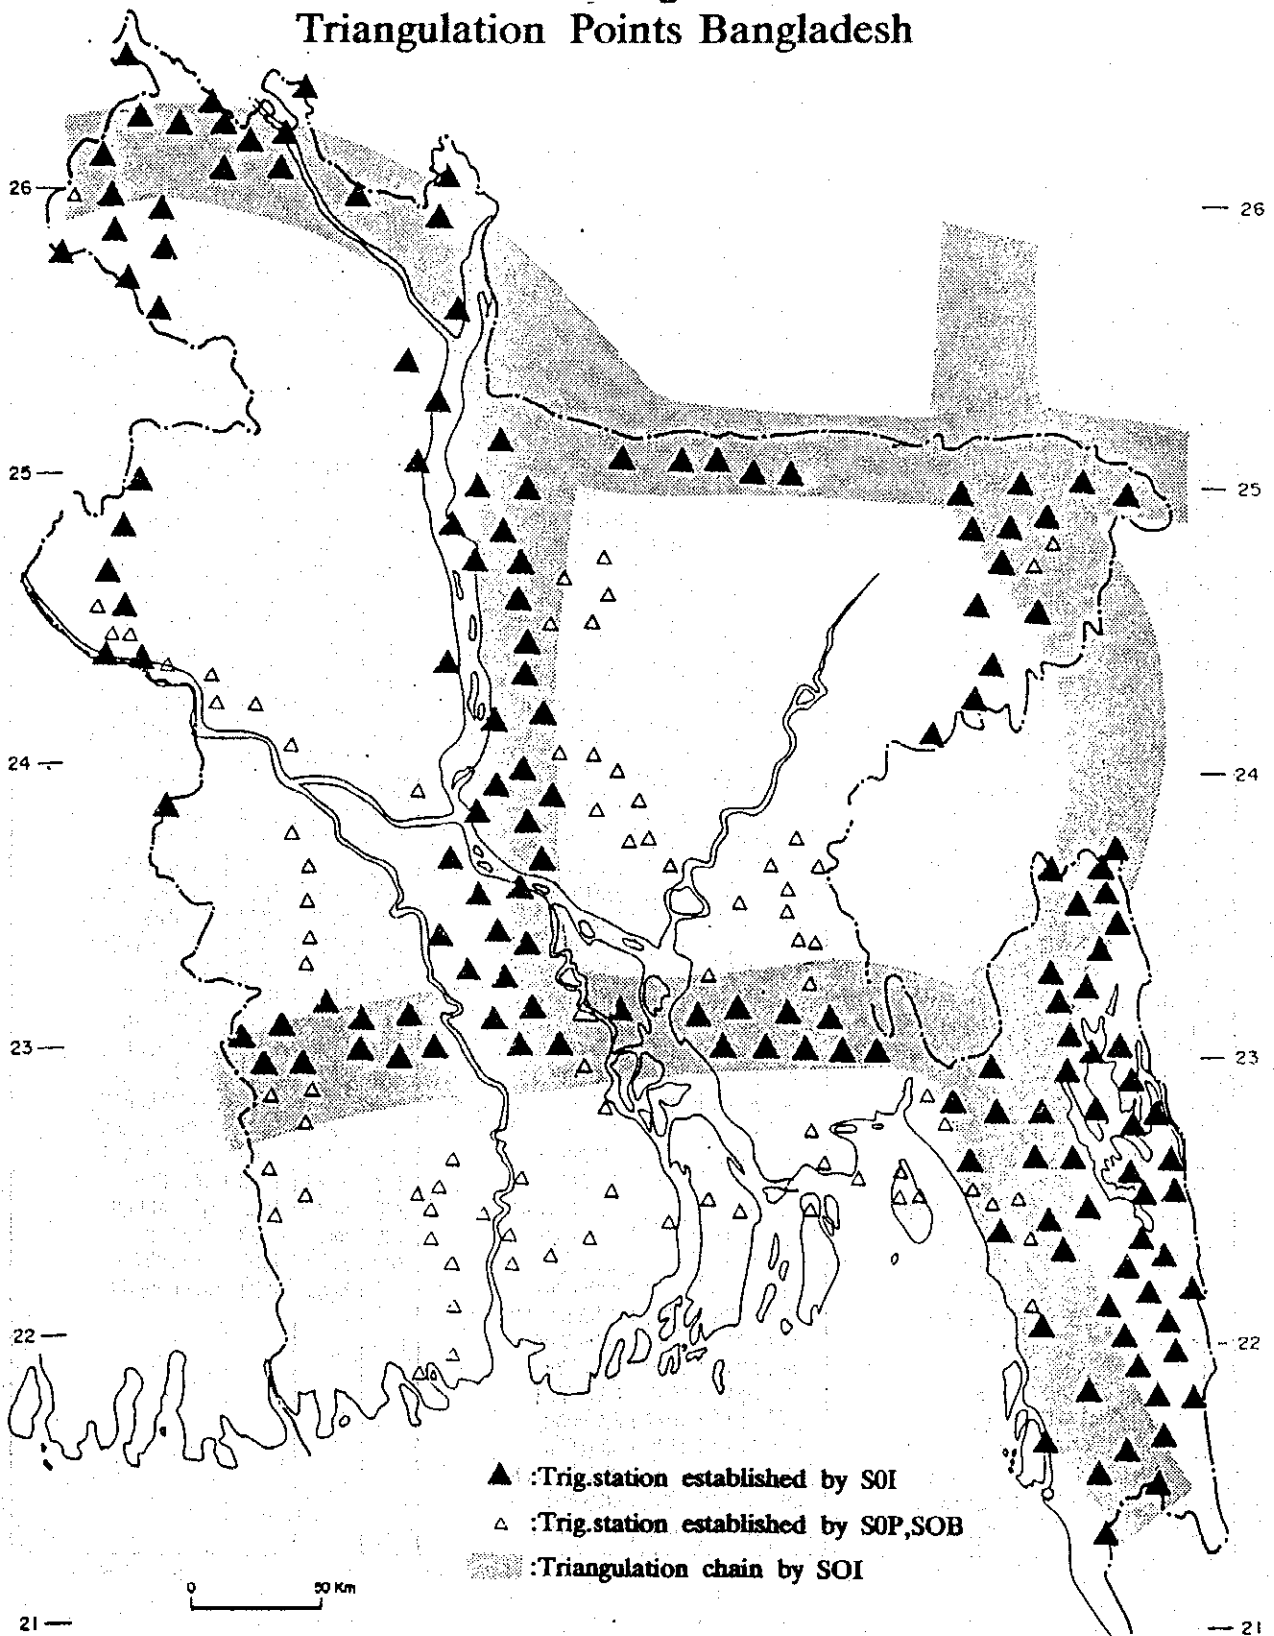 Triangulation Points Bangladesh
26
26
25
25
24
24
23
23
22
22
▲ :Trig.station established by SOI
△ :Trig.station established by SOP,SOB
:Triangulation chain by SOI
0 50 Km
21
21